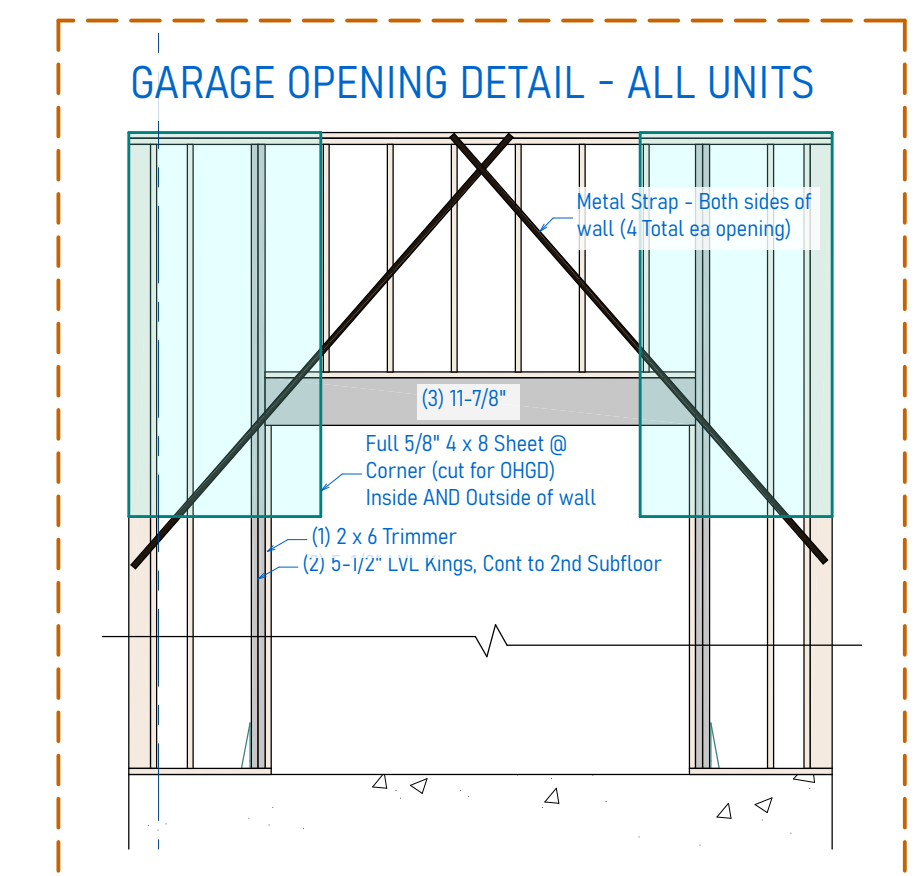 GARAGE OPENING DETAIL - ALL UNITS
Metal Strap - Both sides of
wall (4 Total ea opening)
(3) 11-7/8"
Full 5/8" 4 x 8 Sheet @
Corner (cut for OHGD)
Inside AND Outside of wall
(1) 2 x 6 Trimmer
(2) 5-1/2" LVL Kings, Cont to 2nd Subfloor